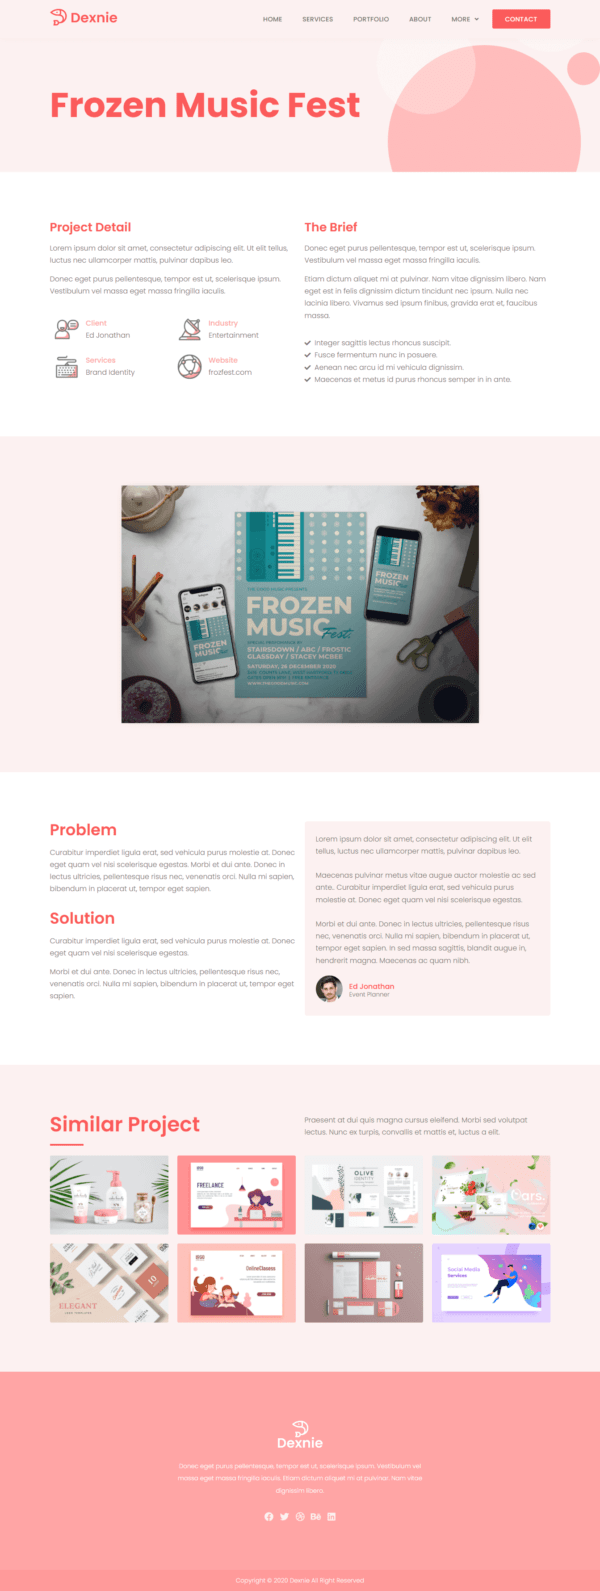 Dexnie
HOME SERVICES PORTFOLIO ABOUT MORE CONTACT
Frozen Music Fest
Project Detail
Lorem ipsum dolor sit amet, consectetur adipiscing elit. Ut elit tellus,
luctus nec ullamcorper mattis, pulvinar dapibus leo.
Donec eget purus pellentesque, tempor est ut, scelerisque ipsum.
Vestibulum vel massa eget massa fringilla iaculis.
Client
Ed Jonathan
Industry
Entertainment
Services
Brand Identity
Website
frozfest.com
The Brief
Donec eget purus pellentesque, tempor est ut, scelerisque ipsum.
Vestibulum vel massa eget massa fringilla iaculis.
Etiam dictum aliquet mi at pulvinar. Nam vitae dignissim libero. Nam
eget est in felis dignissim dictum tincidunt nec ipsum. Nulla nec
lacinia libero. Vivamus sed ipsum finibus, gravida erat et, faucibus
massa.
Integer sagittis lectus rhoncus suscipit.
Fusce fermentum nunc in posuere.
Aenean nec arcu id mi vehicula dignissim.
Maecenas et metus id purus rhoncus semper in in ante.
FROZEN
MUSIC
Fest.
STAIRSDOWN / ABC / FROSTIC
GLASSDAY / STACEY MCBEE
SATURDAY, 26 DECEMBER 2025
FROZEN
MUSIC
FROZEN
MUSIC
Problem
Curabitur imperdiet ligula erat, sed vehicula purus molestie at. Donec
eget quam vel nisi scelerisque egestas. Morbi et dui ante. Donec in
lectus ultricies, pellentesque risus nec, venenatis orci. Nulla mi sapien,
bibendum in placerat ut, tempor eget sapien.
Solution
Curabitur imperdiet ligula erat, sed vehicula purus molestie at. Donec
eget quam vel nisi scelerisque egestas.
Morbi et dui ante. Donec in lectus ultricies, pellentesque risus nec,
venenatis orci. Nulla mi sapien, bibendum in placerat ut, tempor eget
sapien.
Lorem ipsum dolor sit amet, consectetur adipiscing elit. Ut elit
tellus, luctus nec ullamcorper mattis, pulvinar dapibus leo.
Maecenas pulvinar metus vitae augue auctor molestie ac sed
ante. Curabitur imperdiet ligula erat, sed vehicula purus
molestie at. Donec eget quam vel nisi scelerisque egestas.
Morbi et dui ante. Donec in lectus ultricies, pellentesque risus
nec, venenatis orci. Nulla mi sapien, bibendum in placerat ut,
tempor eget sapien. In sed massa sagittis, blandit augue in,
hendrerit magna. Maecenas ac quam nibh.
Ed Jonathan
Event Planner
Similar Project
Praesent at dui quis magna cursus eleifend. Morbi sed volutpat
lectus. Nunc ex turpis, convallis et mattis et, luctus a elit.
FREELANCE
OLIVE
Cars.
ELEGANT
10
OnlineClasess
Social Media
Services
Dexnie
Donec eget purus pellentesque, tempor est ut, scelerisque ipsum. Vestibulum vel
massa eget massa fringilla iaculis. Etiam dictum aliquet mi at pulvinar. Nam vitae
dignissim libero.
Copyright © 2020 Dexnie All Right Reserved